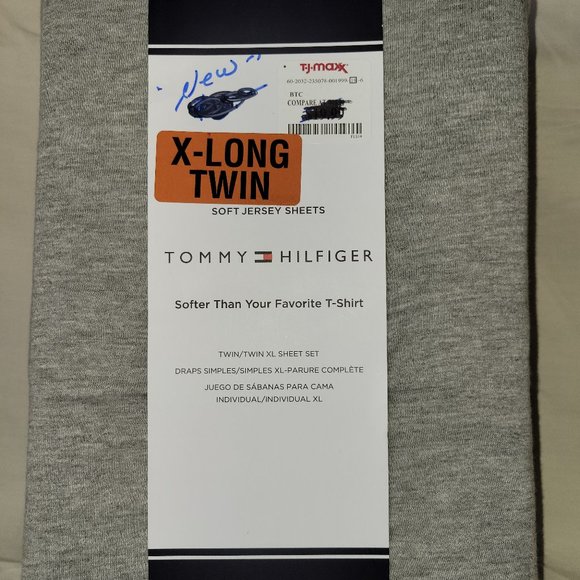 "New"
T·J·maxx
BTC
COMPARE AT
X-LONG
TWIN
SOFT JERSEY SHEETS
TOMMY HILFIGER
Softer Than Your Favorite T-Shirt
TWIN/TWIN XL SHEET SET
DRAPS SIMPLES/SIMPLES XL-PARURE COMPLÈTE
JUEGO DE SÁBANAS PARA CAMA
INDIVIDUAL/INDIVIDUAL XL